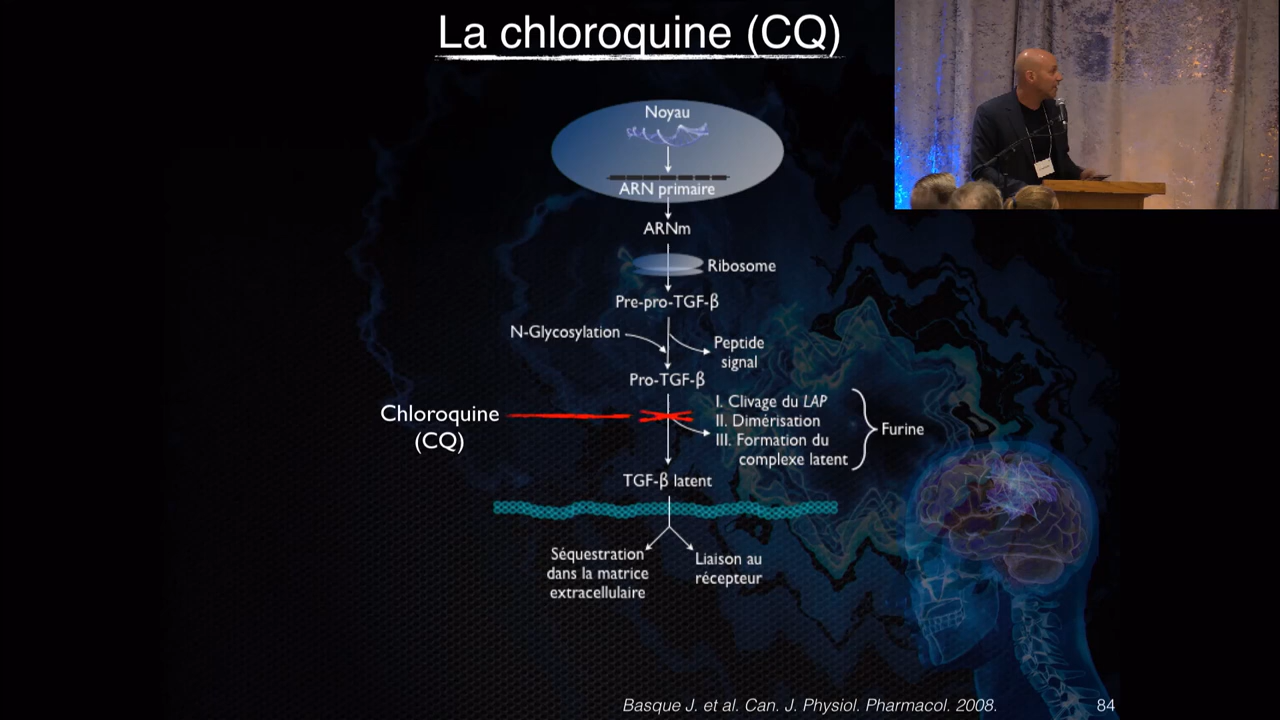 La chloroquine (CQ)
Noyau
ARN primaire
ARNm
Ribosome
Pre-pro-TGF-β
N-Glycosylation
Peptide
signal
Pro-TGF-β
Chloroquine
(CQ)
I. Clivage du LAP
II. Dimérisation
III. Formation du
complexe latent
Furine
TGF-β latent
Séquestration
dans la matrice
extracellulaire
Liaison au
récepteur
Basque J. et al. Can. J. Physiol. Pharmacol. 2008.
84